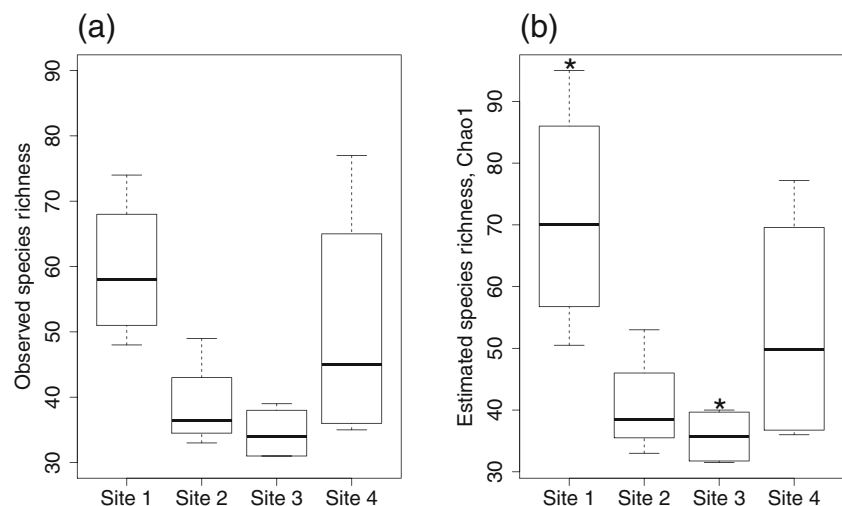 (a)
Observed species richness
90
80
70
60
50
40
30
Site 1 Site 2 Site 3 Site 4
(b)
Estimated species richness, Chao1
90
80
70
60
50
40
30
* *
Site 1 Site 2 Site 3 Site 4